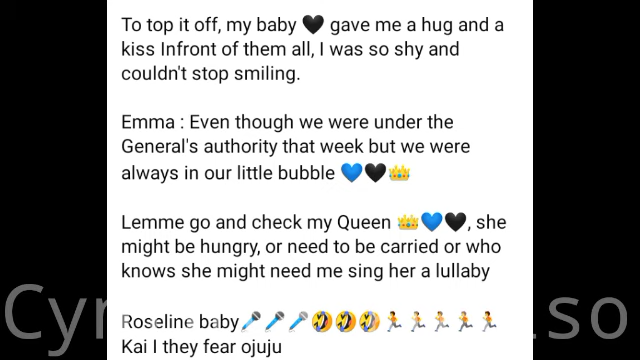 To top it off, my baby 🖤 gave me a hug and a
kiss Infront of them all, I was so shy and
couldn't stop smiling.
Emma : Even though we were under the
General's authority that week but we were
always in our little bubble 💙🖤👑
Lemme go and check my Queen 👑💙🖤, she
might be hungry, or need to be carried or who
knows she might need me sing her a lullaby
Roseline baby🎤🎤🎤🤣🤣🤣🏃🏃🏃🏃🏃
Kai I they fear ojuju